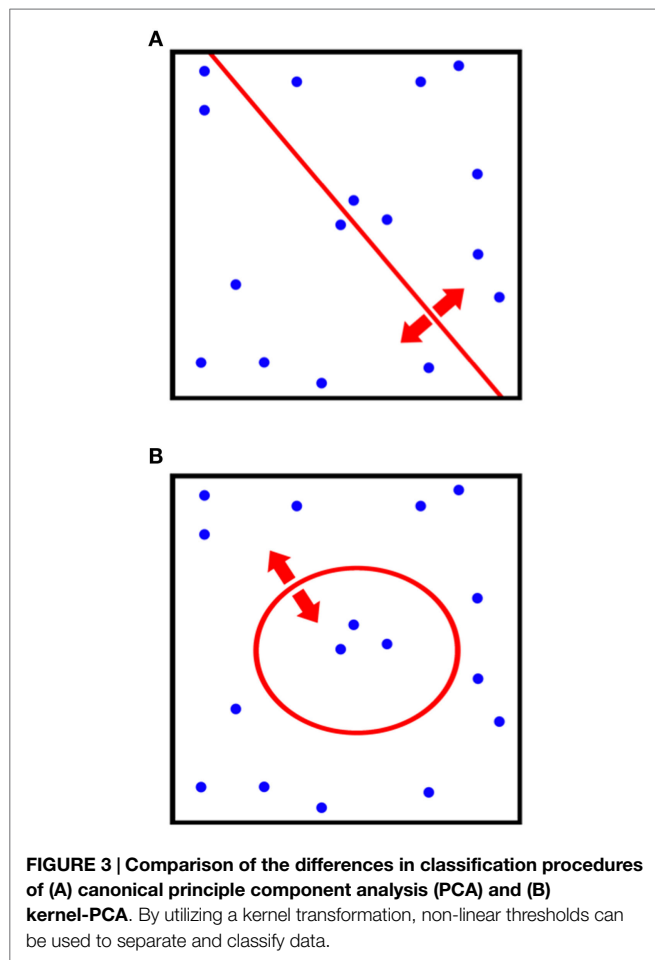 A
B
FIGURE 3 | Comparison of the differences in classification procedures
of (A) canonical principle component analysis (PCA) and (B)
kernel-PCA. By utilizing a kernel transformation, non-linear thresholds can
be used to separate and classify data.